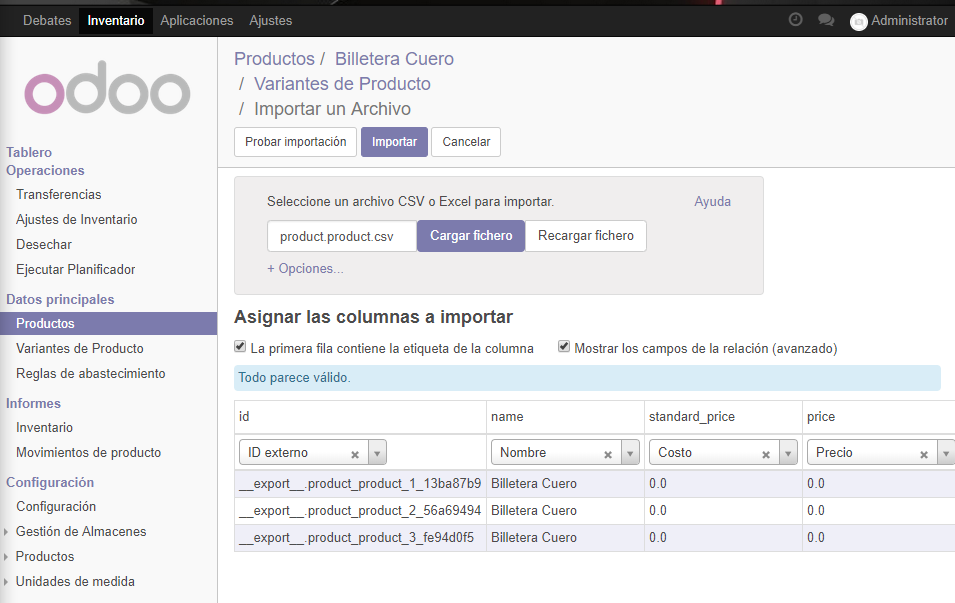 Debates Inventario Aplicaciones Ajustes Administrator
odoo
Tablero
Operaciones
Transferencias
Ajustes de Inventario
Desechar
Ejecutar Planificador
Datos principales
Productos
Variantes de Producto
Reglas de abastecimiento
Informes
Inventario
Movimientos de producto
Configuración
Configuración
Gestión de Almacenes
Productos
Unidades de medida
Productos / Billetera Cuero
/ Variantes de Producto
/ Importar un Archivo
Probar importación Importar Cancelar
Seleccione un archivo CSV o Excel para importar. Ayuda
product.product.csv Cargar fichero Recargar fichero
+ Opciones...
Asignar las columnas a importar
La primera fila contiene la etiqueta de la columna Mostrar los campos de la relación (avanzado)
Todo parece válido.
id name standard_price price
ID externo × Nombre × Costo × Precio ×
__export__.product_product_1_13ba87b9 Billetera Cuero 0.0 0.0
__export__.product_product_2_56a69494 Billetera Cuero 0.0 0.0
__export__.product_product_3_fe94d0f5 Billetera Cuero 0.0 0.0